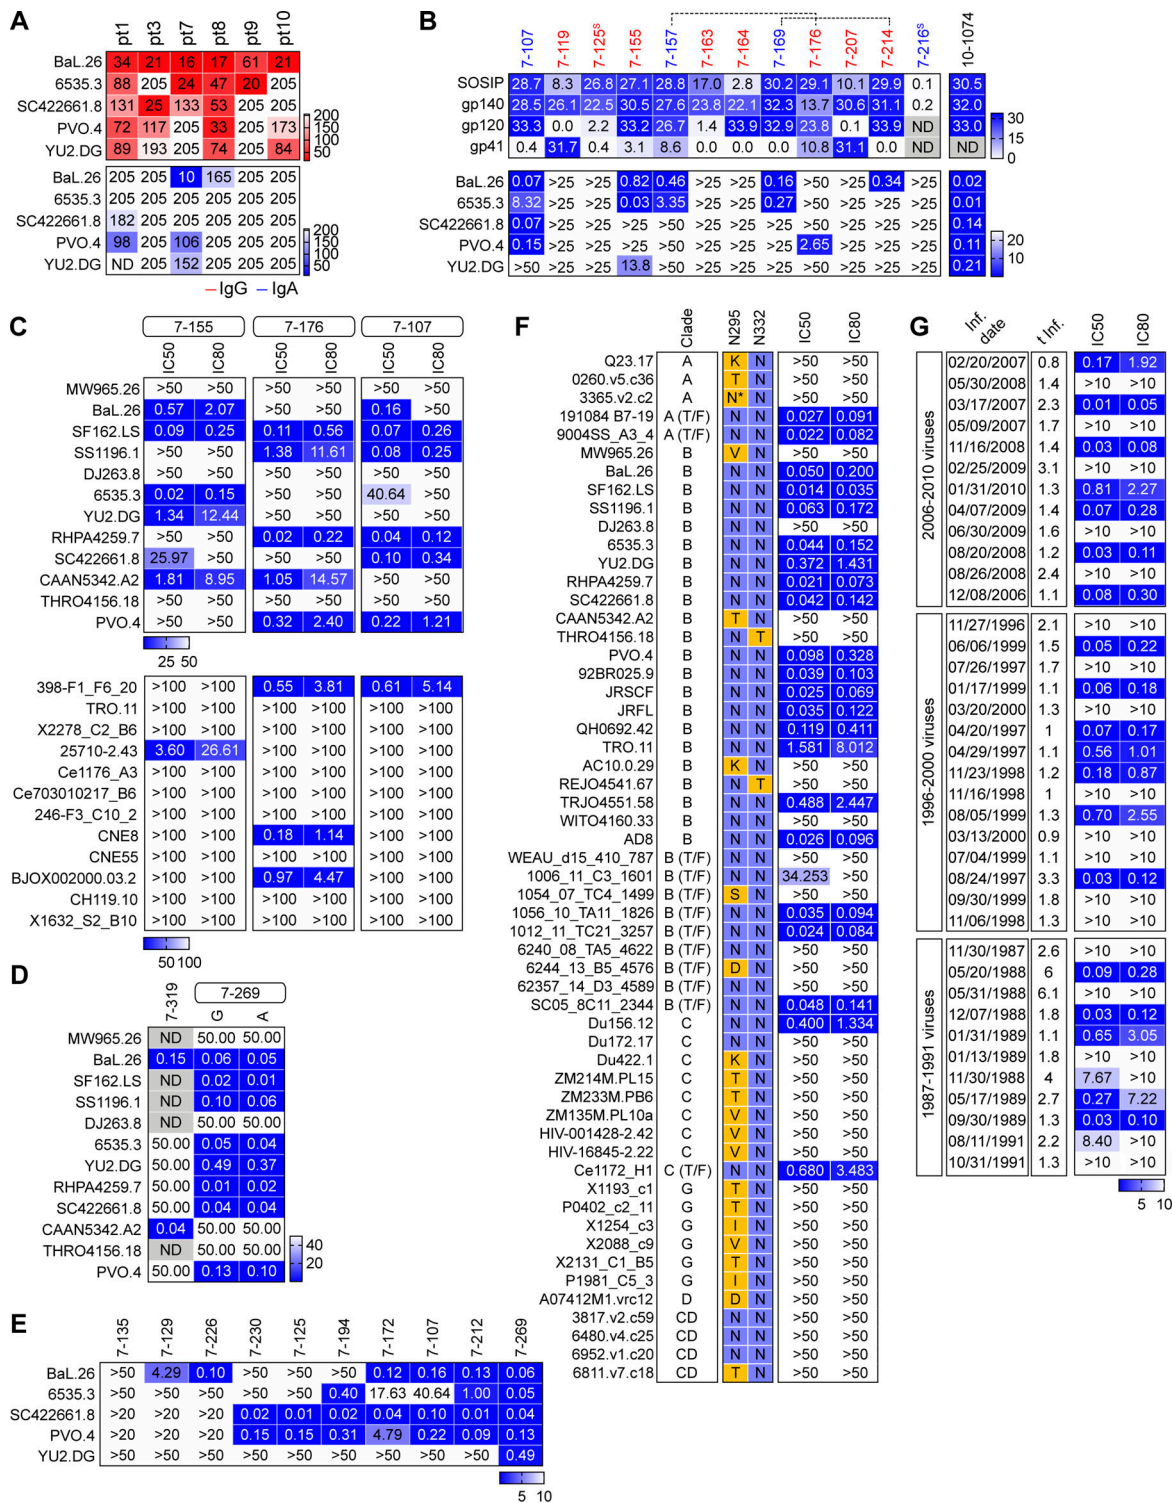 A
pt1 pt3 pt7 pt8 pt9 pt10
BaL.26 34 21 16 17 61 21
6535.3 88 205 24 47 20 205
SC422661.8 131 25 133 53 205 205
PVO.4 72 117 205 33 205 173
YU2.DG 89 193 205 74 205 84
200
150
100
50
BaL.26 205 205 10 165 205 205
6535.3 205 205 205 205 205 205
SC422661.8 182 205 205 205 205 205
PVO.4 98 205 106 205 205 205
YU2.DG ND 205 152 205 205 205
200
150
100
50
IgG IgA
B
7-107 7-119 7-125s 7-155 7-157 7-163 7-164 7-169 7-176 7-207 7-214 7-216s 10-1074
SOSIP 28.7 8.3 26.8 27.1 28.8 17.0 2.8 30.2 29.1 10.1 29.9 0.1 30.5
gp140 28.5 26.1 22.5 30.5 27.6 23.8 22.1 32.3 13.7 30.6 31.1 0.2 32.0
gp120 33.3 0.0 2.2 33.2 26.7 1.4 33.9 32.9 23.8 0.1 33.9 ND 33.0
gp41 0.4 31.7 0.4 3.1 8.6 0.0 0.0 0.0 10.8 31.1 0.0 ND ND
30
20
10
0
BaL.26 0.07 >25 >25 0.82 0.46 >25 >25 0.16 >50 >25 0.34 >25 0.02
6535.3 8.32 >25 >25 0.03 3.35 >25 >25 0.27 >50 >25 >25 >25 0.01
SC422661.8 0.07 >25 >25 >50 >50 >25 >25 >25 >50 >25 >25 >25 0.14
PVO.4 0.15 >25 >25 >50 >50 >25 >25 >25 2.65 >25 >25 >25 0.11
YU2.DG >50 >25 >25 13.8 >50 >25 >25 >25 >50 >25 >25 >25 0.21
20
10
C
7-155 7-176 7-107
IC50 IC80 IC50 IC80 IC50 IC80
MW965.26 >50 >50 >50 >50 >50 >50
BaL.26 0.57 2.07 >50 >50 0.16 >50
SF162.LS 0.09 0.25 0.11 0.56 0.07 0.26
SS1196.1 >50 >50 1.38 11.61 0.08 0.25
DJ263.8 >50 >50 >50 >50 >50 >50
6535.3 0.02 0.15 >50 >50 40.64 >50
YU2.DG 1.34 12.44 >50 >50 >50 >50
RHPA4259.7 >50 >50 0.02 0.22 0.04 0.12
SC422661.8 25.97 >50 >50 >50 0.10 0.34
CAAN5342.A2 1.81 8.95 1.05 14.57 >50 >50
THRO4156.18 >50 >50 >50 >50 >50 >50
PVO.4 >50 >50 0.32 2.40 0.22 1.21
25 50
398-F1_F6_20 >100 >100 0.55 3.81 0.61 5.14
TRO.11 >100 >100 >100 >100 >100 >100
X2278_C2_B6 >100 >100 >100 >100 >100 >100
25710-2.43 3.60 26.61 >100 >100 >100 >100
Ce1176_A3 >100 >100 >100 >100 >100 >100
Ce703010217_B6 >100 >100 >100 >100 >100 >100
246-F3_C10_2 >100 >100 >100 >100 >100 >100
CNE8 >100 >100 0.18 1.14 >100 >100
CNE55 >100 >100 >100 >100 >100 >100
BJOX002000.03.2 >100 >100 0.97 4.47 >100 >100
CH119.10 >100 >100 >100 >100 >100 >100
X1632_S2_B10 >100 >100 >100 >100 >100 >100
50 100
D
7-319 7-269
G A
MW965.26 ND 50.00 50.00
BaL.26 0.15 0.06 0.05
SF162.LS ND 0.02 0.01
SS1196.1 ND 0.10 0.06
DJ263.8 ND 50.00 50.00
6535.3 50.00 0.05 0.04
YU2.DG 50.00 0.49 0.37
RHPA4259.7 50.00 0.01 0.02
SC422661.8 50.00 0.04 0.04
CAAN5342.A2 0.04 50.00 50.00
THRO4156.18 ND 50.00 50.00
PVO.4 50.00 0.13 0.10
40
20
E
7-135 7-129 7-226 7-230 7-125 7-194 7-172 7-107 7-212 7-269
BaL.26 >50 4.29 0.10 >50 >50 >50 0.12 0.16 0.13 0.06
6535.3 >50 >50 >50 >50 >50 0.40 17.63 40.64 1.00 0.05
SC422661.8 >20 >20 >20 0.02 0.01 0.02 0.04 0.10 0.01 0.04
PVO.4 >20 >20 >20 0.15 0.15 0.31 4.79 0.22 0.09 0.13
YU2.DG >50 >50 >50 >50 >50 >50 >50 >50 >50 0.49
5 10
F
Clade N295 N332 IC50 IC80
Q23.17 A K N >50 >50
0260.v5.c36 A T N >50 >50
3365.v2.c2 A N* N >50 >50
191084 B7-19 A (T/F) N N 0.027 0.091
9004SS_A3_4 A (T/F) N N 0.022 0.082
MW965.26 B V N >50 >50
BaL.26 B N N 0.050 0.200
SF162.LS B N N 0.014 0.035
SS1196.1 B N N 0.063 0.172
DJ263.8 B N N >50 >50
6535.3 B N N 0.044 0.152
YU2.DG B N N 0.372 1.431
RHPA4259.7 B N N 0.021 0.073
SC422661.8 B N N 0.042 0.142
CAAN5342.A2 B T N >50 >50
THRO4156.18 B N T >50 >50
PVO.4 B N N 0.098 0.328
92BR025.9 B N N 0.039 0.103
JRSCF B N N 0.025 0.069
JRFL B N N 0.035 0.122
QH0692.42 B N N 0.119 0.411
TRO.11 B N N 1.581 8.012
AC10.0.29 B K N >50 >50
REJO4541.67 B N T >50 >50
TRJO4551.58 B N N 0.488 2.447
WITO4160.33 B N N >50 >50
AD8 B N N 0.026 0.096
WEAU_d15_410_787 B (T/F) N N >50 >50
1006_11_C3_1601 B (T/F) N N 34.253 >50
1054_07_TC4_1499 B (T/F) S N >50 >50
1056_10_TA11_1826 B (T/F) N N 0.035 0.094
1012_11_TC21_3257 B (T/F) N N 0.024 0.084
6240_08_TA5_4622 B (T/F) N N >50 >50
6244_13_B5_4576 B (T/F) D N >50 >50
62357_14_D3_4589 B (T/F) N N >50 >50
SC05_8C11_2344 B (T/F) N N 0.048 0.141
Du156.12 C N N 0.400 1.334
Du172.17 C N N >50 >50
Du422.1 C K N >50 >50
ZM214M.PL15 C T N >50 >50
ZM233M.PB6 C T N >50 >50
ZM135M.PL10a C V N >50 >50
HIV-001428-2.42 C V N >50 >50
HIV-16845-2.22 C V N >50 >50
Ce1172_H1 C (T/F) N N 0.680 3.483
X1193_c1 G T N >50 >50
P0402_c2_11 G T N >50 >50
X1254_c3 G I N >50 >50
X2088_c9 G V N >50 >50
X2131_C1_B5 G T N >50 >50
P1981_C5_3 G I N >50 >50
A07412M1.vrc12 D D N >50 >50
3817.v2.c59 CD N N >50 >50
6480.v4.c25 CD N N >50 >50
6952.v1.c20 CD N N >50 >50
6811.v7.c18 CD T N >50 >50
G
Inf. date t Inf. IC50 IC80
2006-2010 viruses
02/20/2007 0.8 0.17 1.92
05/30/2008 1.4 >10 >10
03/17/2007 2.3 0.01 0.05
05/09/2007 1.7 >10 >10
11/16/2008 1.4 0.03 0.08
02/25/2009 3.1 >10 >10
01/31/2010 1.3 0.81 2.27
04/07/2009 1.4 0.07 0.28
06/30/2009 1.6 >10 >10
08/20/2008 1.2 0.03 0.11
08/26/2008 2.4 >10 >10
12/08/2006 1.1 0.08 0.30
1996-2000 viruses
11/27/1996 2.1 >10 >10
06/06/1999 1.5 0.05 0.22
07/26/1997 1.7 >10 >10
01/17/1999 1.1 0.06 0.18
03/20/2000 1.3 >10 >10
04/20/1997 1 0.07 0.17
04/29/1997 1.1 0.56 1.01
11/23/1998 1.2 0.18 0.87
11/16/1998 1 >10 >10
08/05/1999 1.3 0.70 2.55
03/13/2000 0.9 >10 >10
07/04/1999 1.1 >10 >10
08/24/1997 3.3 0.03 0.12
09/30/1999 1.8 >10 >10
11/06/1998 1.3 >10 >10
1987-1991 viruses
11/30/1987 2.6 >10 >10
05/20/1988 6 0.09 0.28
05/31/1988 6.1 >10 >10
12/07/1988 1.8 0.03 0.12
01/31/1989 1.1 0.65 3.05
01/13/1989 1.8 >10 >10
11/30/1988 4 7.67 >10
05/17/1989 2.7 0.27 7.22
09/30/1989 1.3 0.03 0.10
08/11/1991 2.2 8.40 >10
10/31/1991 1.3 >10 >10
5 10